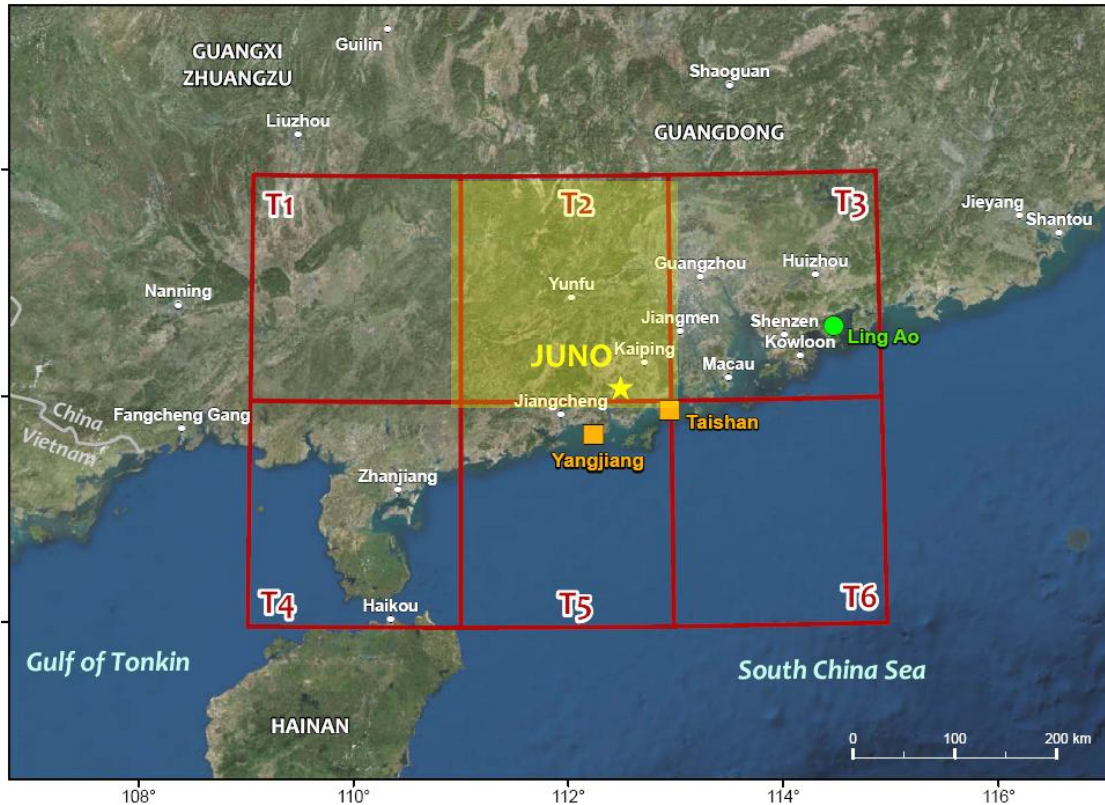 Guilin
GUANGXI
ZHUANGZU
Shaoguan
Liuzhou
GUANGDONG
T1
T2
T3
Jieyang
Shantou
Nanning
Yunfu
Guangzhou
Huizhou
Jiangmen
Shenzen
Ling Ao
Kowloon
JUNO
Kaiping
Macau
China
Vietnam
Fangcheng Gang
Jiangcheng
Taishan
Yangjiang
Zhanjiang
T4
Haikou
T5
T6
Gulf of Tonkin
South China Sea
HAINAN
0 100 200 km
108° 110° 112° 114° 116°